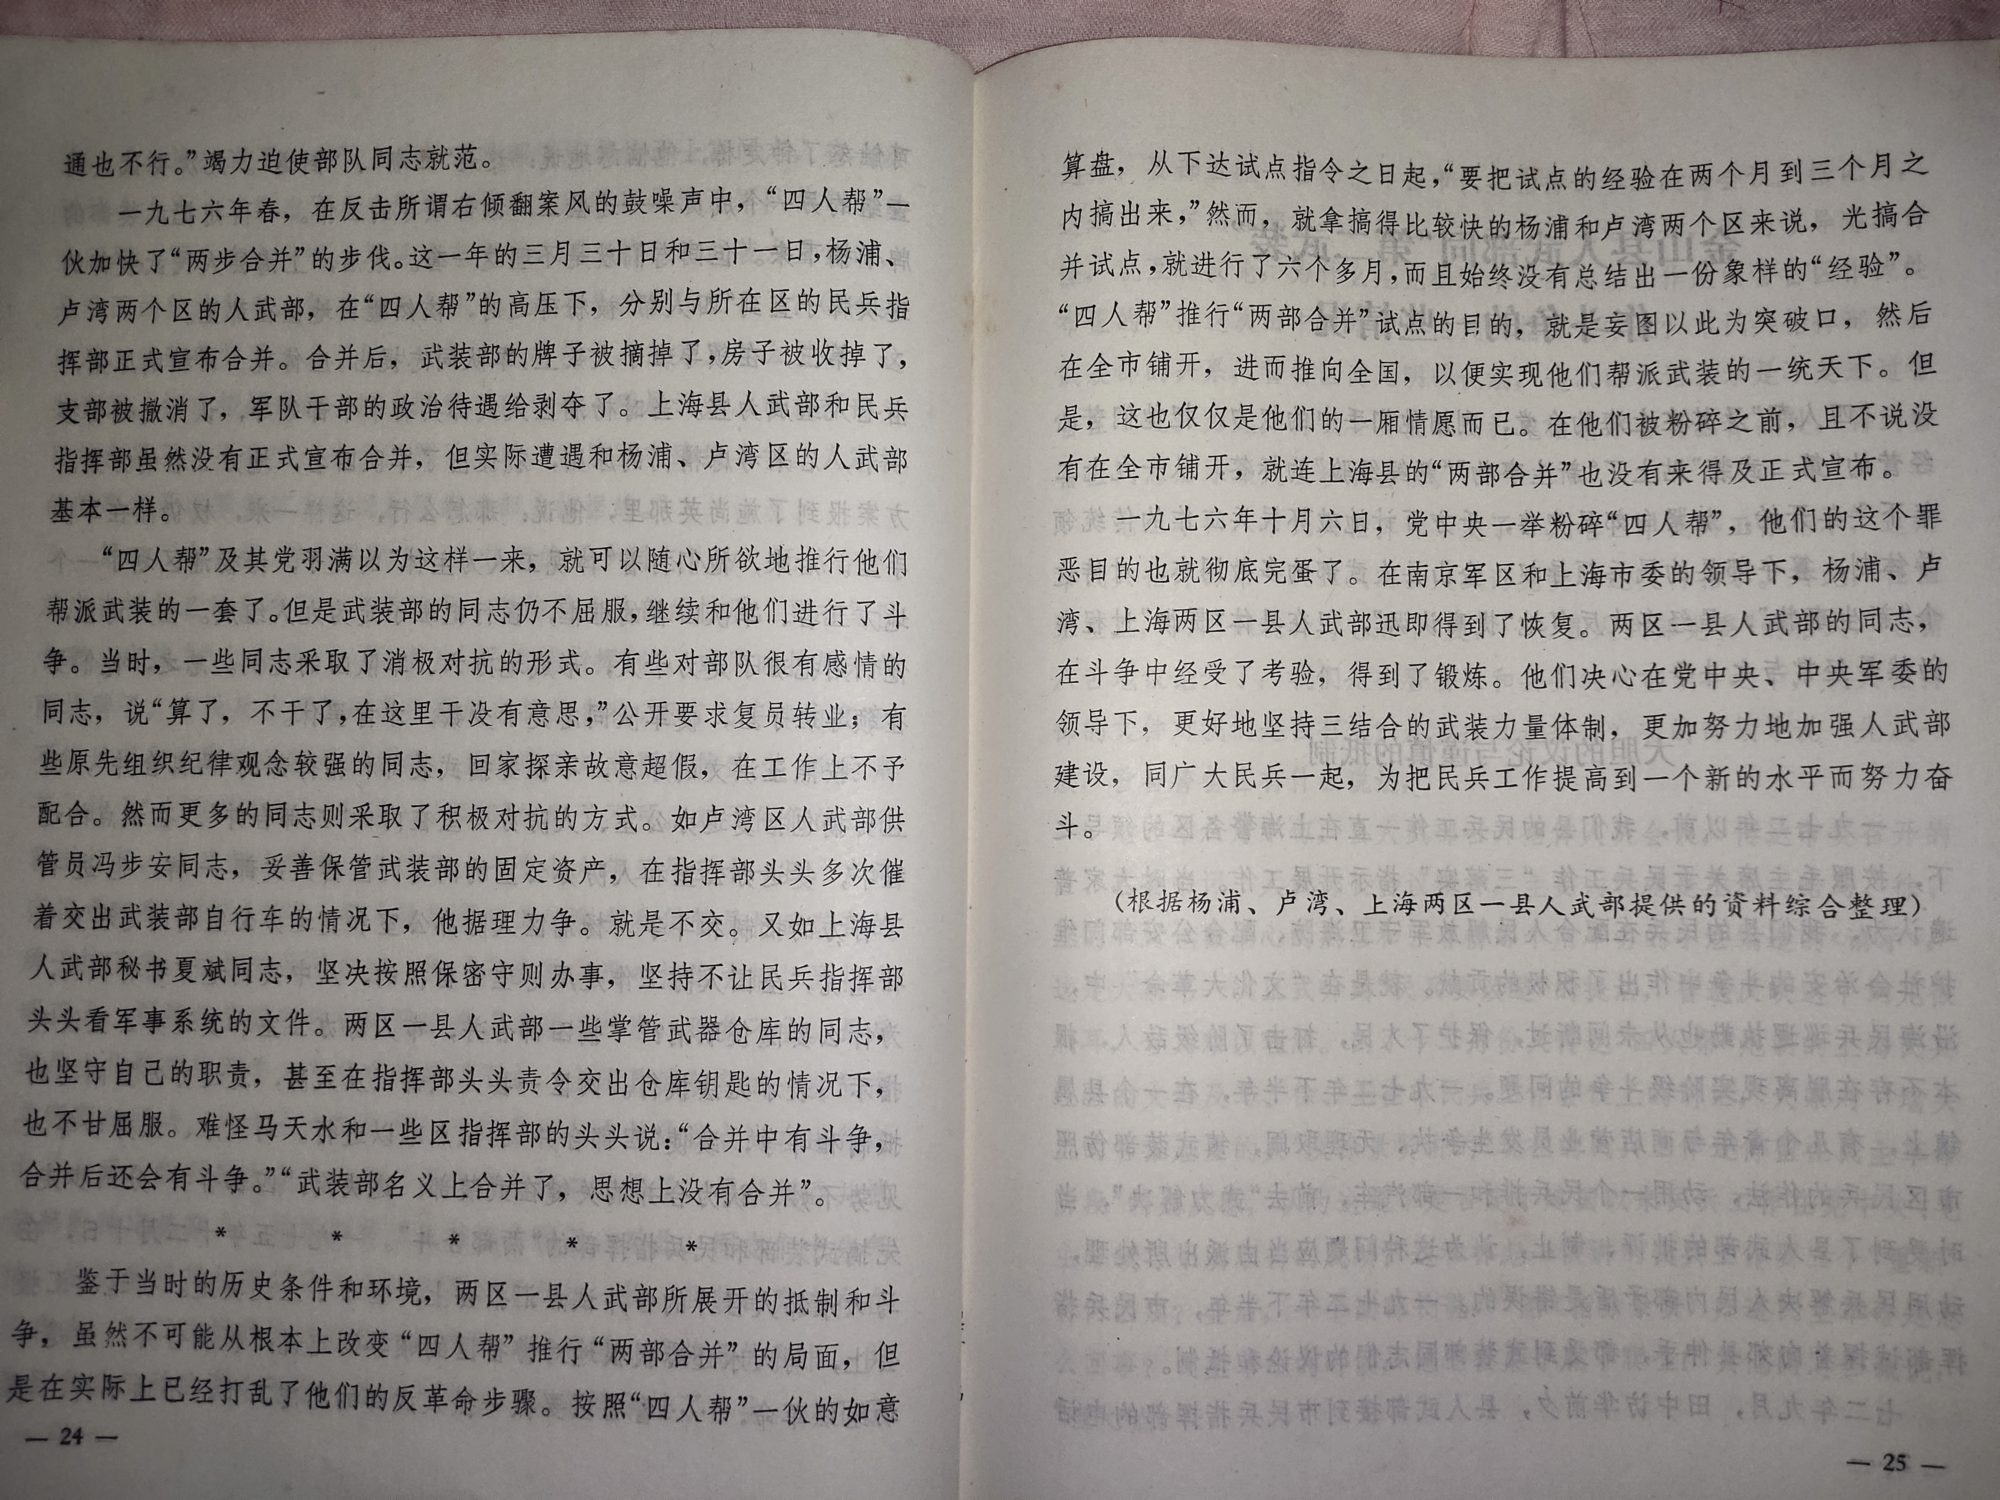 通也不行。”竭力迫使部队同志就范。
一九七六年春，在反击所谓右倾翻案风的鼓噪声中，“四人帮”一
伙加快了“两步合并”的步伐。这一年的三月三十日和三十一日，杨浦、
卢湾两个区的人武部，在“四人帮”的高压下，分别与所在区的民兵指
挥部正式宣布合并。合并后，武装部的牌子被摘掉了，房子被收掉了，
支部被撤消了，军队干部的政治待遇给剥夺了。上海县人武部和民兵
指挥部虽然没有正式宣布合并，但实际遭遇和杨浦、卢湾区的人武部
基本一样。
“四人帮”及其党羽满以为这样一来，就可以随心所欲地推行他们
帮派武装的一套了。但是武装部的同志仍不屈服，继续和他们进行了斗
争。当时，一些同志采取了消极对抗的形式。有些对部队很有感情的
同志，说“算了，不干了，在这里干没有意思，”公开要求复员转业；有
些原先组织纪律观念较强的同志，回家探亲故意超假，在工作上不予
配合。然而更多的同志则采取了积极对抗的方式。如卢湾区人武部供
管员冯步安同志，妥善保管武装部的固定资产，在指挥部头头多次催
着交出武装部自行车的情况下，他据理力争。就是不交。又如上海县
人武部秘书夏斌同志，坚决按照保密守则办事，坚持不让民兵指挥部
头头看军事系统的文件。两区一县人武部一些掌管武器仓库的同志，
也坚守自己的职责，甚至在指挥部头头责令交出仓库钥匙的情况下，
也不甘屈服。难怪马天水和一些区指挥部的头头说：“合并中有斗争，
合并后还会有斗争。”“武装部名义上合并了，思想上没有合并”。
* * * * *
鉴于当时的历史条件和环境，两区一县人武部所展开的抵制和斗
争，虽然不可能从根本上改变“四人帮”推行“两部合并”的局面，但
是在实际上已经打乱了他们的反革命步骤。按照“四人帮”一伙的如意
— 24 —
算盘，从下达试点指令之日起，“要把试点的经验在两个月到三个月之
内搞出来，”然而，就拿搞得比较快的杨浦和卢湾两个区来说，光搞合
并试点，就进行了六个多月，而且始终没有总结出一份象样的“经验”。
“四人帮”推行“两部合并”试点的目的，就是妄图以此为突破口，然后
在全市铺开，进而推向全国，以便实现他们帮派武装的一统天下。但
是，这也仅仅是他们的一厢情愿而已。在他们被粉碎之前，且不说没
有在全市铺开，就连上海县的“两部合并”也没有来得及正式宣布。
一九七六年十月六日，党中央一举粉碎“四人帮”，他们的这个罪
恶目的也就彻底完蛋了。在南京军区和上海市委的领导下，杨浦、卢
湾、上海两区一县人武部迅即得到了恢复。两区一县人武部的同志，
在斗争中经受了考验，得到了锻炼。他们决心在党中央、中央军委的
领导下，更好地坚持三结合的武装力量体制，更加努力地加强人武部
建设，同广大民兵一起，为把民兵工作提高到一个新的水平而努力奋
斗。
（根据杨浦、卢湾、上海两区一县人武部提供的资料综合整理）
— 25 —